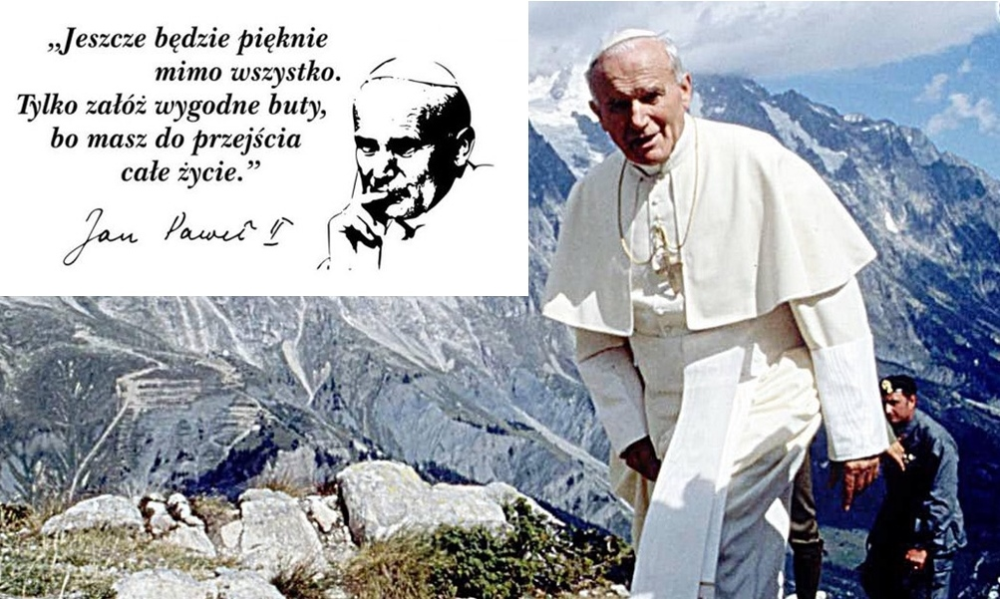 „Jeszcze będzie pięknie
mimo wszystko.
Tylko załóż wygodne buty,
bo masz do przejścia
całe życie.”
Jan Paweł II